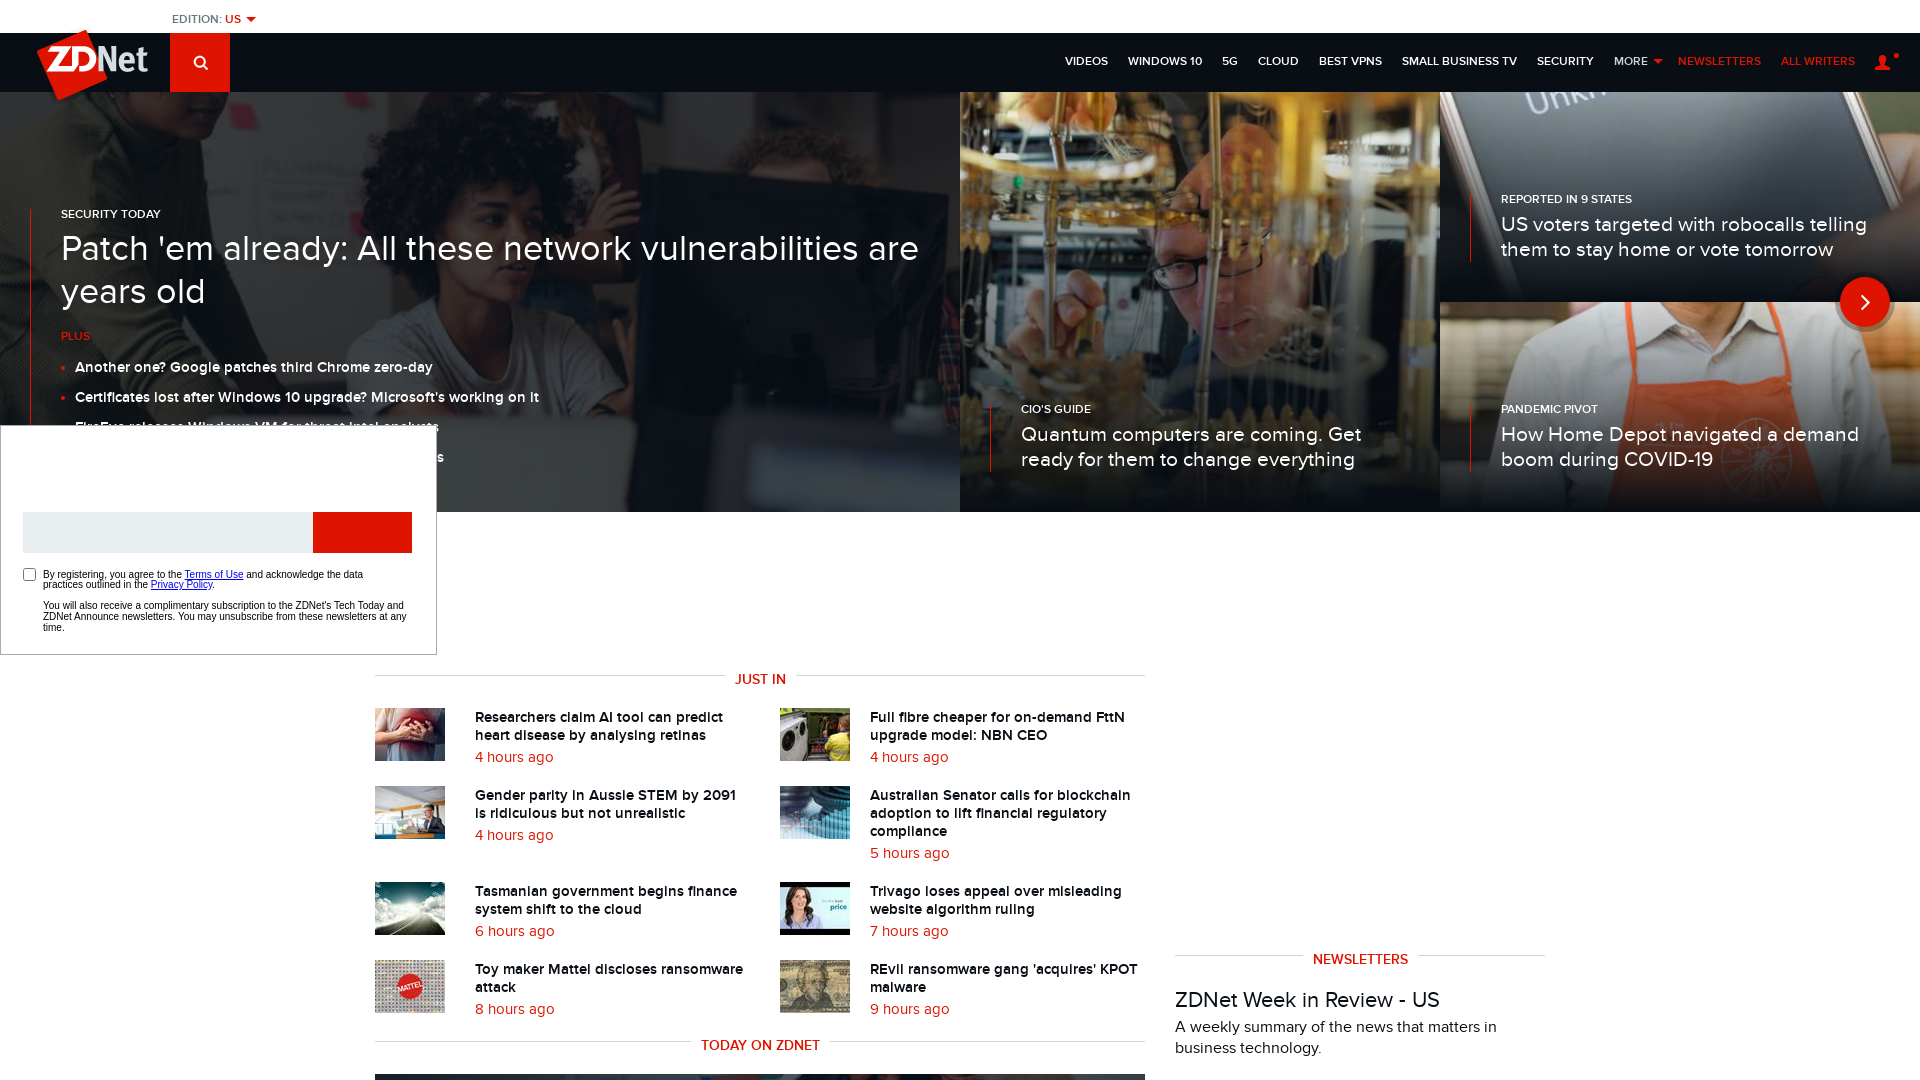 EDITION: US
ZDNet
VIDEOS
WINDOWS 10
5G
CLOUD
BEST VPNS
SMALL BUSINESS TV
SECURITY
MORE
NEWSLETTERS
ALL WRITERS
SECURITY TODAY
Patch 'em already: All these network vulnerabilities are
years old
PLUS
Another one? Google patches third Chrome zero-day
Certificates lost after Windows 10 upgrade? Microsoft's working on it
CIO'S GUIDE
Quantum computers are coming. Get
ready for them to change everything
REPORTED IN 9 STATES
US voters targeted with robocalls telling
them to stay home or vote tomorrow
PANDEMIC PIVOT
How Home Depot navigated a demand
boom during COVID-19
By registering, you agree to the Terms of Use and acknowledge the data
practices outlined in the Privacy Policy.
You will also receive a complimentary subscription to the ZDNet's Tech Today and
ZDNet Announce newsletters. You may unsubscribe from these newsletters at any
time.
JUST IN
Researchers claim AI tool can predict
heart disease by analysing retinas
4 hours ago
Full fibre cheaper for on-demand FttN
upgrade model: NBN CEO
4 hours ago
Gender parity in Aussie STEM by 2091
is ridiculous but not unrealistic
4 hours ago
Australian Senator calls for blockchain
adoption to lift financial regulatory
compliance
5 hours ago
Tasmanian government begins finance
system shift to the cloud
6 hours ago
price
Trivago loses appeal over misleading
website algorithm ruling
7 hours ago
MATTEL
Toy maker Mattel discloses ransomware
attack
8 hours ago
REvil ransomware gang 'acquires' KPOT
malware
9 hours ago
TODAY ON ZDNET
NEWSLETTERS
ZDNet Week in Review - US
A weekly summary of the news that matters in
business technology.